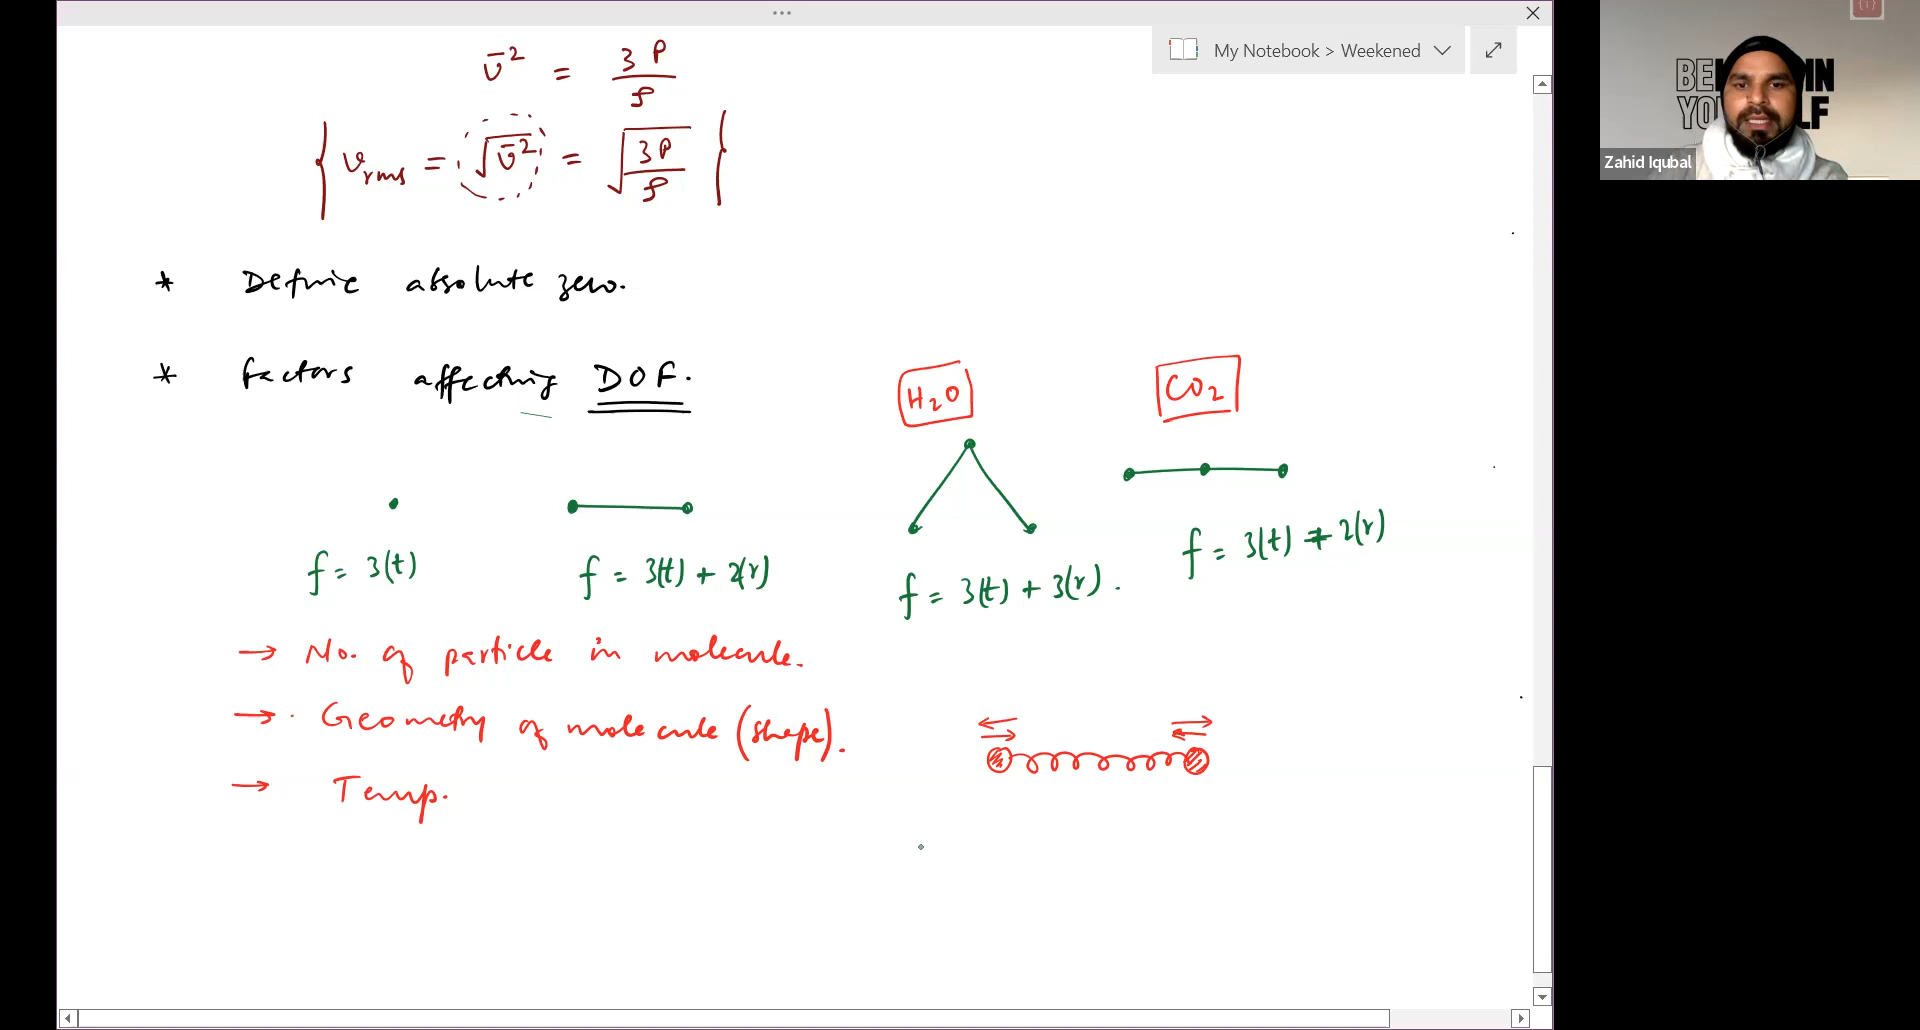 My Notebook > Weekened
v̄² = 3P/ρ
{ v_rms = √v̄² = √(3P/ρ) }
* Define absolute zero.
* factors affecting DOF.
H₂O
CO₂
f = 3(t)
f = 3(t) + 2(r)
f = 3(t) + 3(r).
f = 3(t) + 2(r)
→ No. of particle in molecule.
→ Geometry of molecule (shape).
→ Temp.
Zahid Iqubal